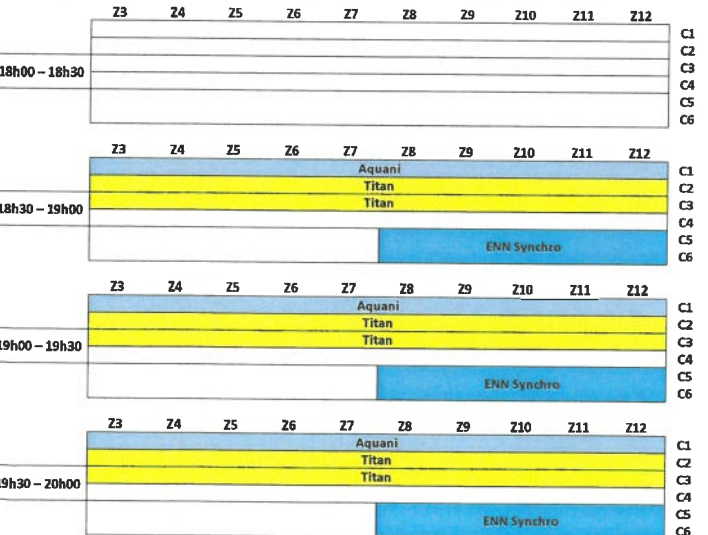 Z3 Z4 Z5 Z6 Z7 Z8 Z9 Z10 Z11 Z12
C1
C2
18h00 – 18h30 C3
C4
C5
C6
Z3 Z4 Z5 Z6 Z7 Z8 Z9 Z10 Z11 Z12
Aquani C1
Titan C2
18h30 – 19h00 Titan C3
C4
ENN Synchro C5
C6
Z3 Z4 Z5 Z6 Z7 Z8 Z9 Z10 Z11 Z12
Aquani C1
Titan C2
19h00 – 19h30 Titan C3
C4
ENN Synchro C5
C6
Z3 Z4 Z5 Z6 Z7 Z8 Z9 Z10 Z11 Z12
Aquani C1
Titan C2
19h30 – 20h00 Titan C3
C4
ENN Synchro C5
C6